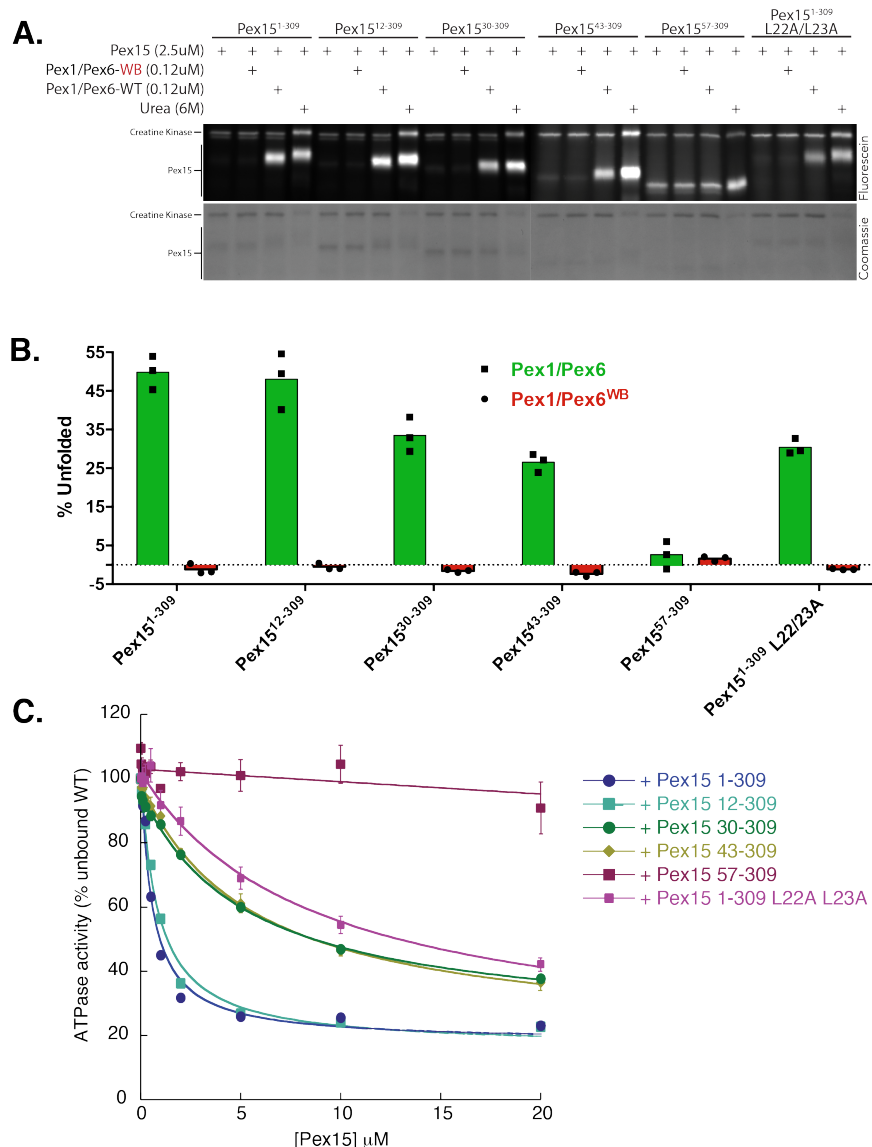 A.
Pex15¹⁻³⁰⁹ Pex15¹²⁻³⁰⁹ Pex15³⁰⁻³⁰⁹ Pex15⁴³⁻³⁰⁹ Pex15⁵⁷⁻³⁰⁹ Pex15¹⁻³⁰⁹ L22A/L23A
Pex15 (2.5uM) + + + + + + + + + + + + + + + + + + + + + + + +
Pex1/Pex6-WB (0.12uM) + + + + + +
Pex1/Pex6-WT (0.12uM) + + + + + +
Urea (6M) + + + + + +
Creatine Kinase
Pex15
Fluorescein
Creatine Kinase
Pex15
Coomassie
B.
% Unfolded
55
45
35
25
15
5
-5
Pex1/Pex6
Pex1/Pex6ᵂᴮ
Pex15¹⁻³⁰⁹
Pex15¹²⁻³⁰⁹
Pex15³⁰⁻³⁰⁹
Pex15⁴³⁻³⁰⁹
Pex15⁵⁷⁻³⁰⁹
Pex15¹⁻³⁰⁹ L22/23A
C.
ATPase activity (% unbound WT)
120
100
80
60
40
20
0
0 5 10 20
[Pex15] µM
+ Pex15 1-309
+ Pex15 12-309
+ Pex15 30-309
+ Pex15 43-309
+ Pex15 57-309
+ Pex15 1-309 L22A L23A